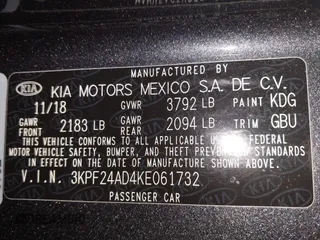 MANUFACTURED BY
KIA KIA MOTORS MEXICO S.A. DE C.V.
11/18 GVWR 3792 LB PAINT KDG
GAWR FRONT 2183 LB GAWR REAR 2094 LB TRIM GBU
THIS VEHICLE CONFORMS TO ALL APPLICABLE U.S. FEDERAL
MOTOR VEHICLE SAFETY, BUMPER, AND THEFT PREVENTION STANDARDS
IN EFFECT ON THE DATE OF MANUFACTURE SHOWN ABOVE.
V.I.N. 3KPF24AD4KE061732
PASSENGER CAR